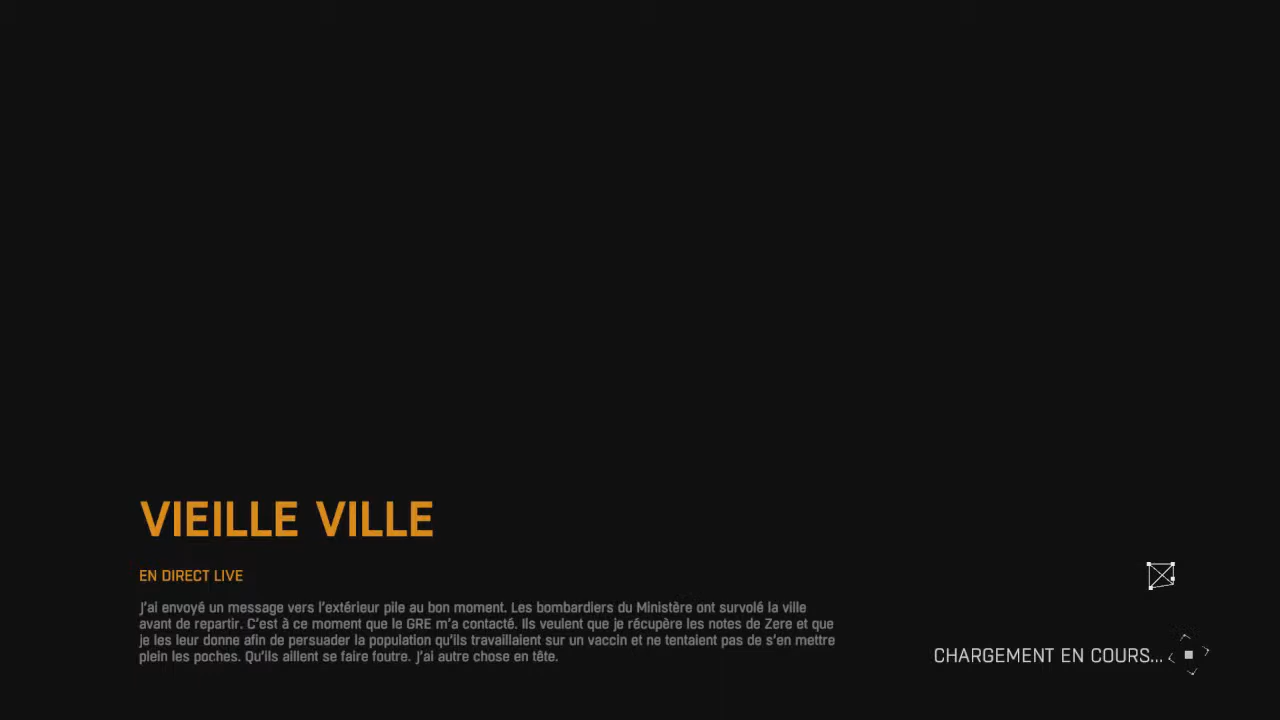 VIEILLE VILLE
EN DIRECT LIVE
J'ai envoyé un message vers l'extérieur pile au bon moment. Les bombardiers du Ministère ont survolé la ville
avant de repartir. C'est à ce moment que le GRE m'a contacté. Ils veulent que je récupère les notes de Zere et que
je les leur donne afin de persuader la population qu'ils travaillaient sur un vaccin et ne tentaient pas de s'en mettre
plein les poches. Qu'ils aillent se faire foutre. J'ai autre chose en tête.
CHARGEMENT EN COURS...